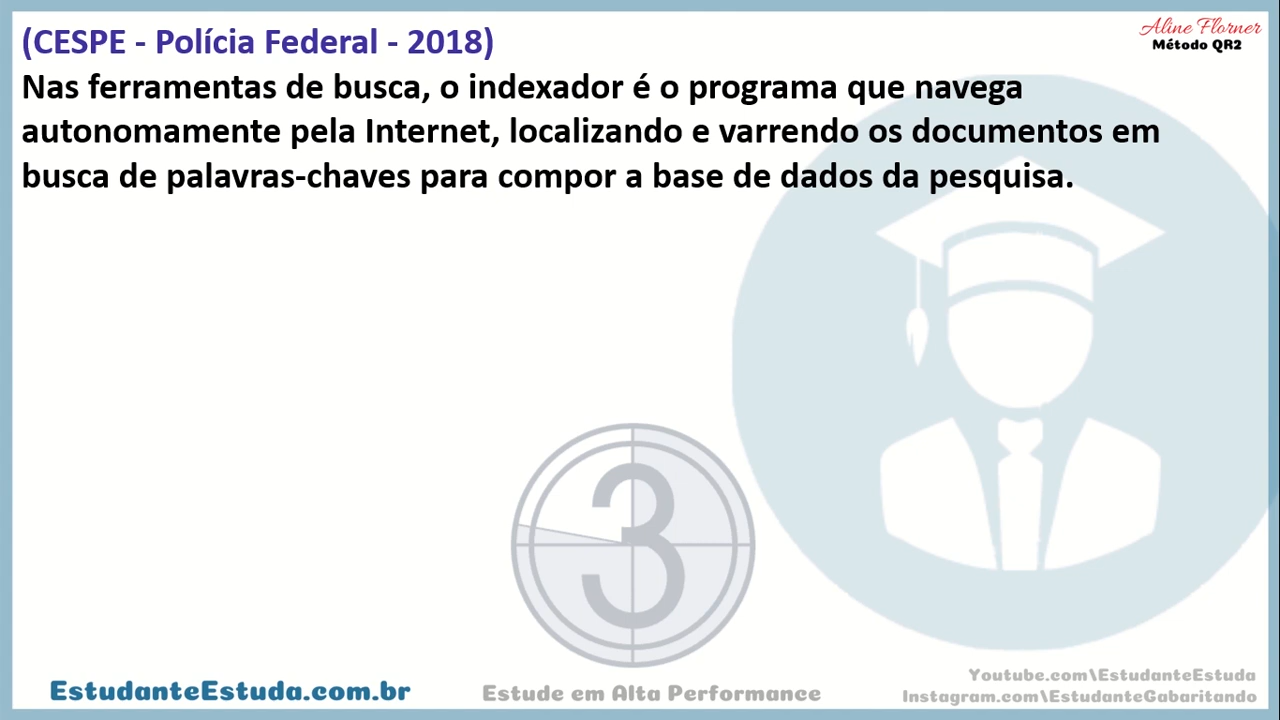 (CESPE - Polícia Federal - 2018)
Aline Florner
Método QR2
Nas ferramentas de busca, o indexador é o programa que navega
autonomamente pela Internet, localizando e varrendo os documentos em
busca de palavras-chaves para compor a base de dados da pesquisa.
3
EstudanteEstuda.com.br
Estude em Alta Performance
Youtube.com\EstudanteEstuda
Instagram.com\EstudanteGabaritando